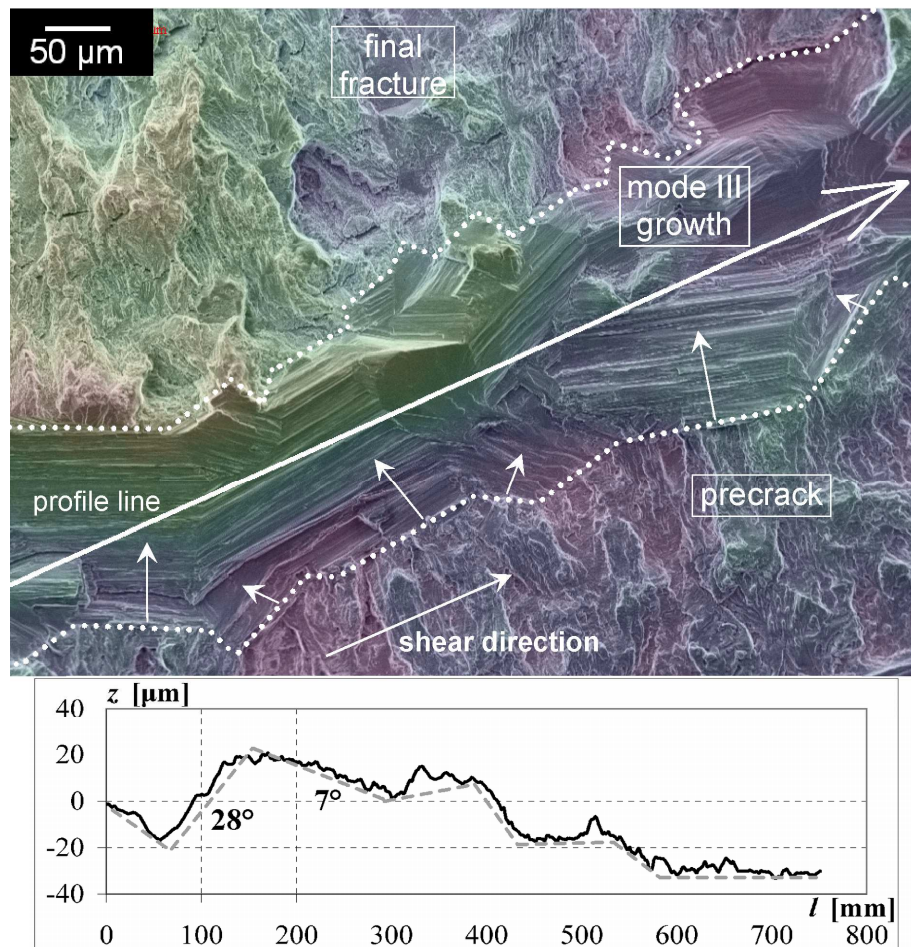 50 µm
final
fracture
mode III
growth
profile line
precrack
shear direction
z [µm]
40
20
0
-20
-40
28°
7°
l [mm]
0 100 200 300 400 500 600 700 800